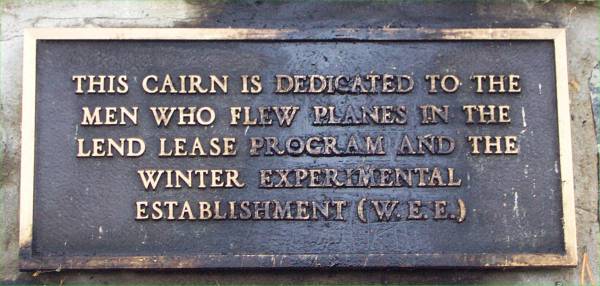 THIS CAIRN IS DEDICATED TO THE
MEN WHO FLEW PLANES IN THE
LEND LEASE PROGRAM AND THE
WINTER EXPERIMENTAL
ESTABLISHMENT (W.E.E.)